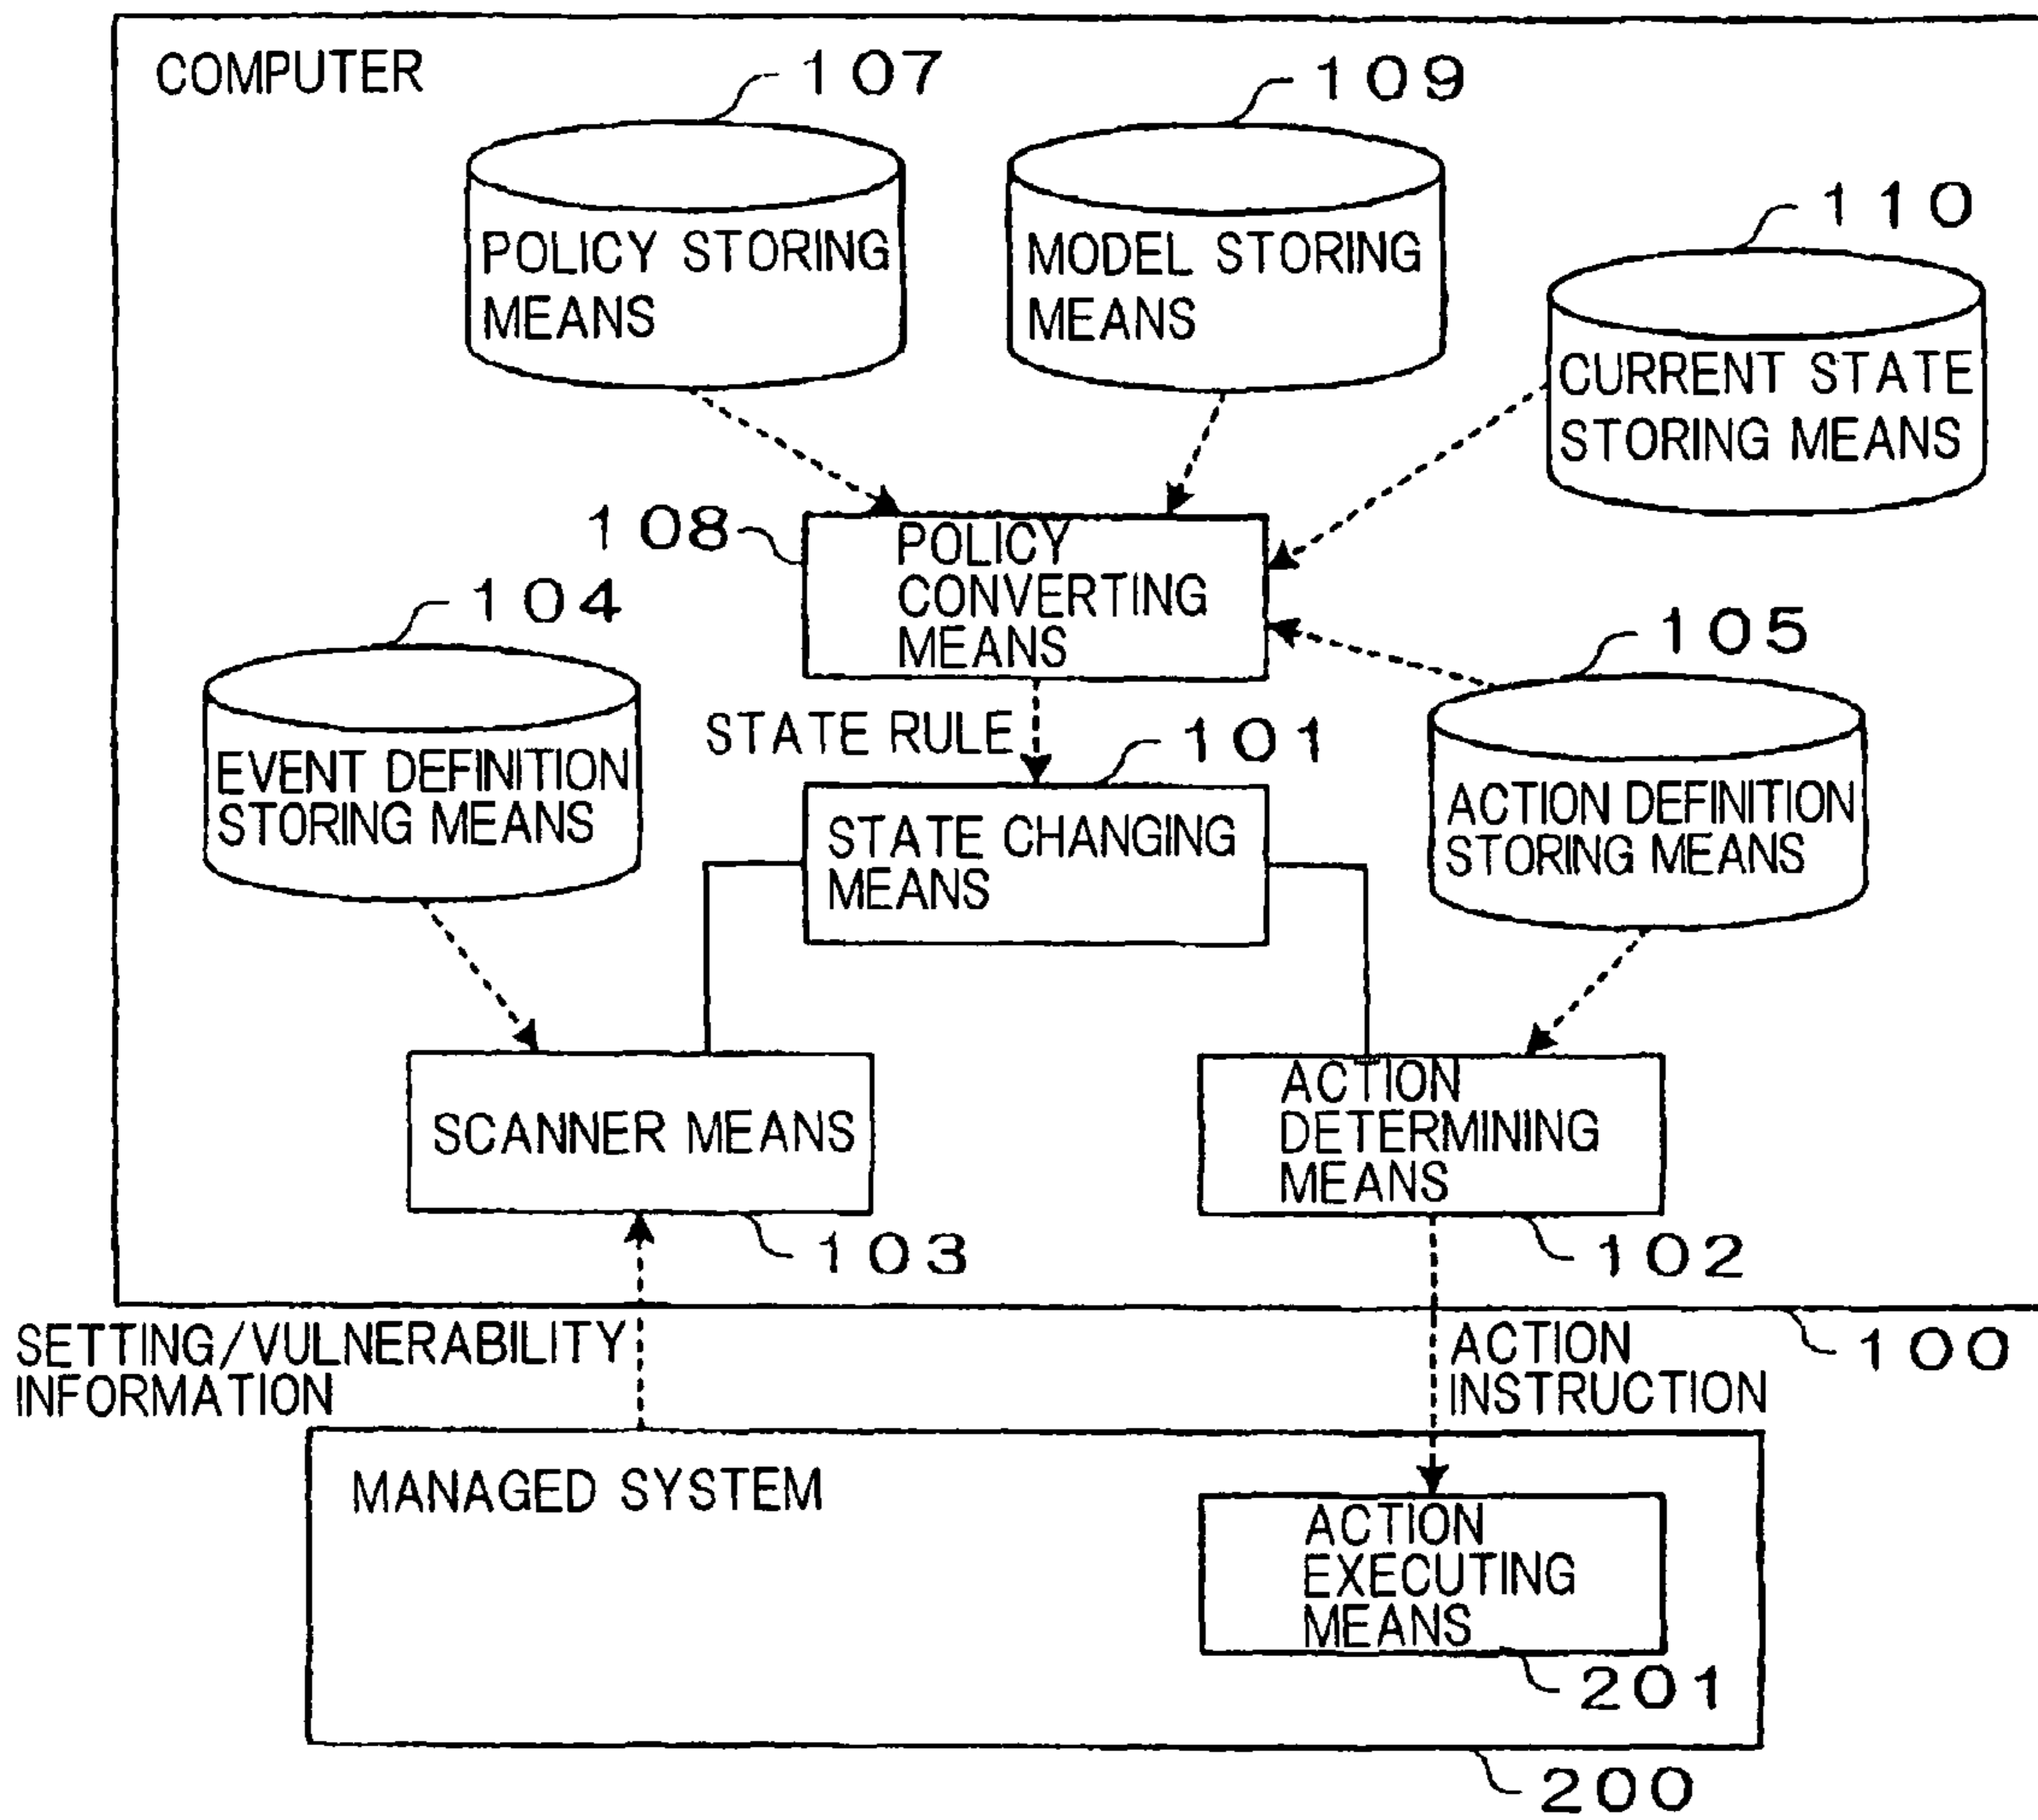 COMPUTER
107
109
110
POLICY STORING
MEANS
MODEL STORING
MEANS
CURRENT STATE
STORING MEANS
108
POLICY
CONVERTING
MEANS
104
105
STATE RULE
101
EVENT DEFINITION
STORING MEANS
STATE CHANGING
MEANS
ACTION DEFINITION
STORING MEANS
SCANNER MEANS
ACTION
DETERMINING
MEANS
103
102
SETTING/VULNERABILITY
INFORMATION
ACTION
INSTRUCTION
100
MANAGED SYSTEM
ACTION
EXECUTING
MEANS
201
200